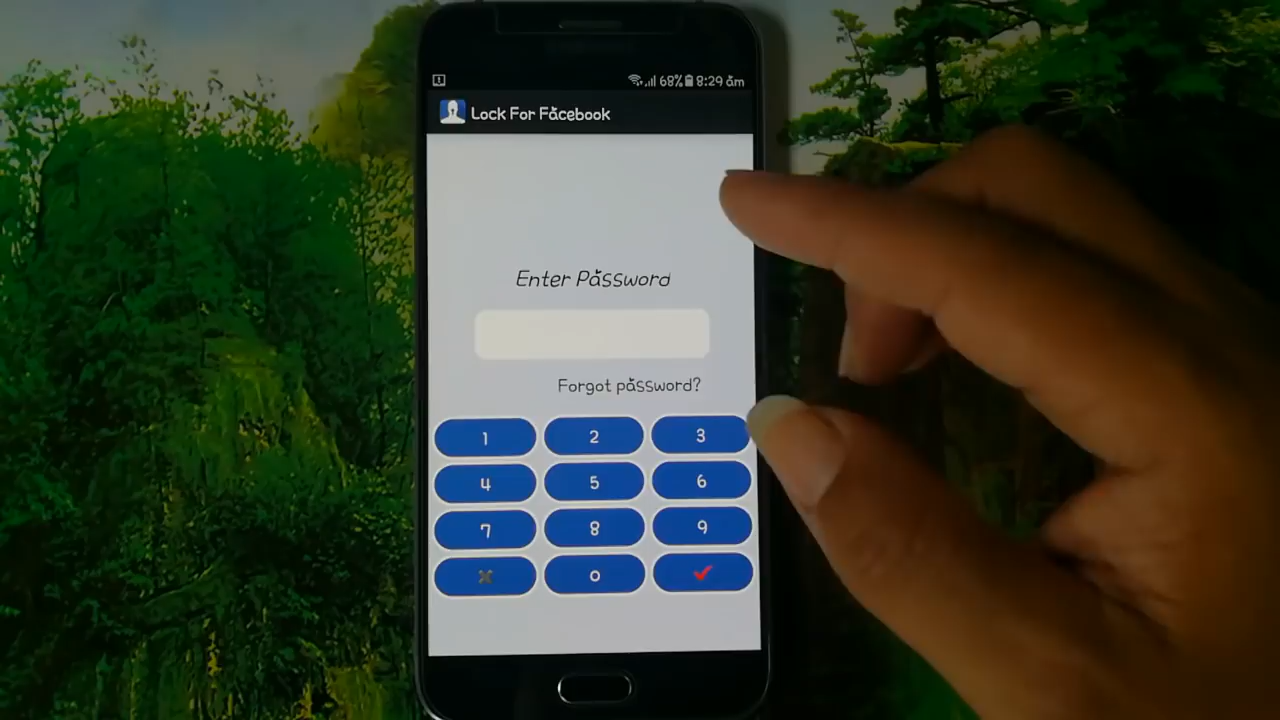 68% 8:29 am
Lock For Facebook
Enter Password
Forgot password?
1 2 3
4 5 6
7 8 9
0